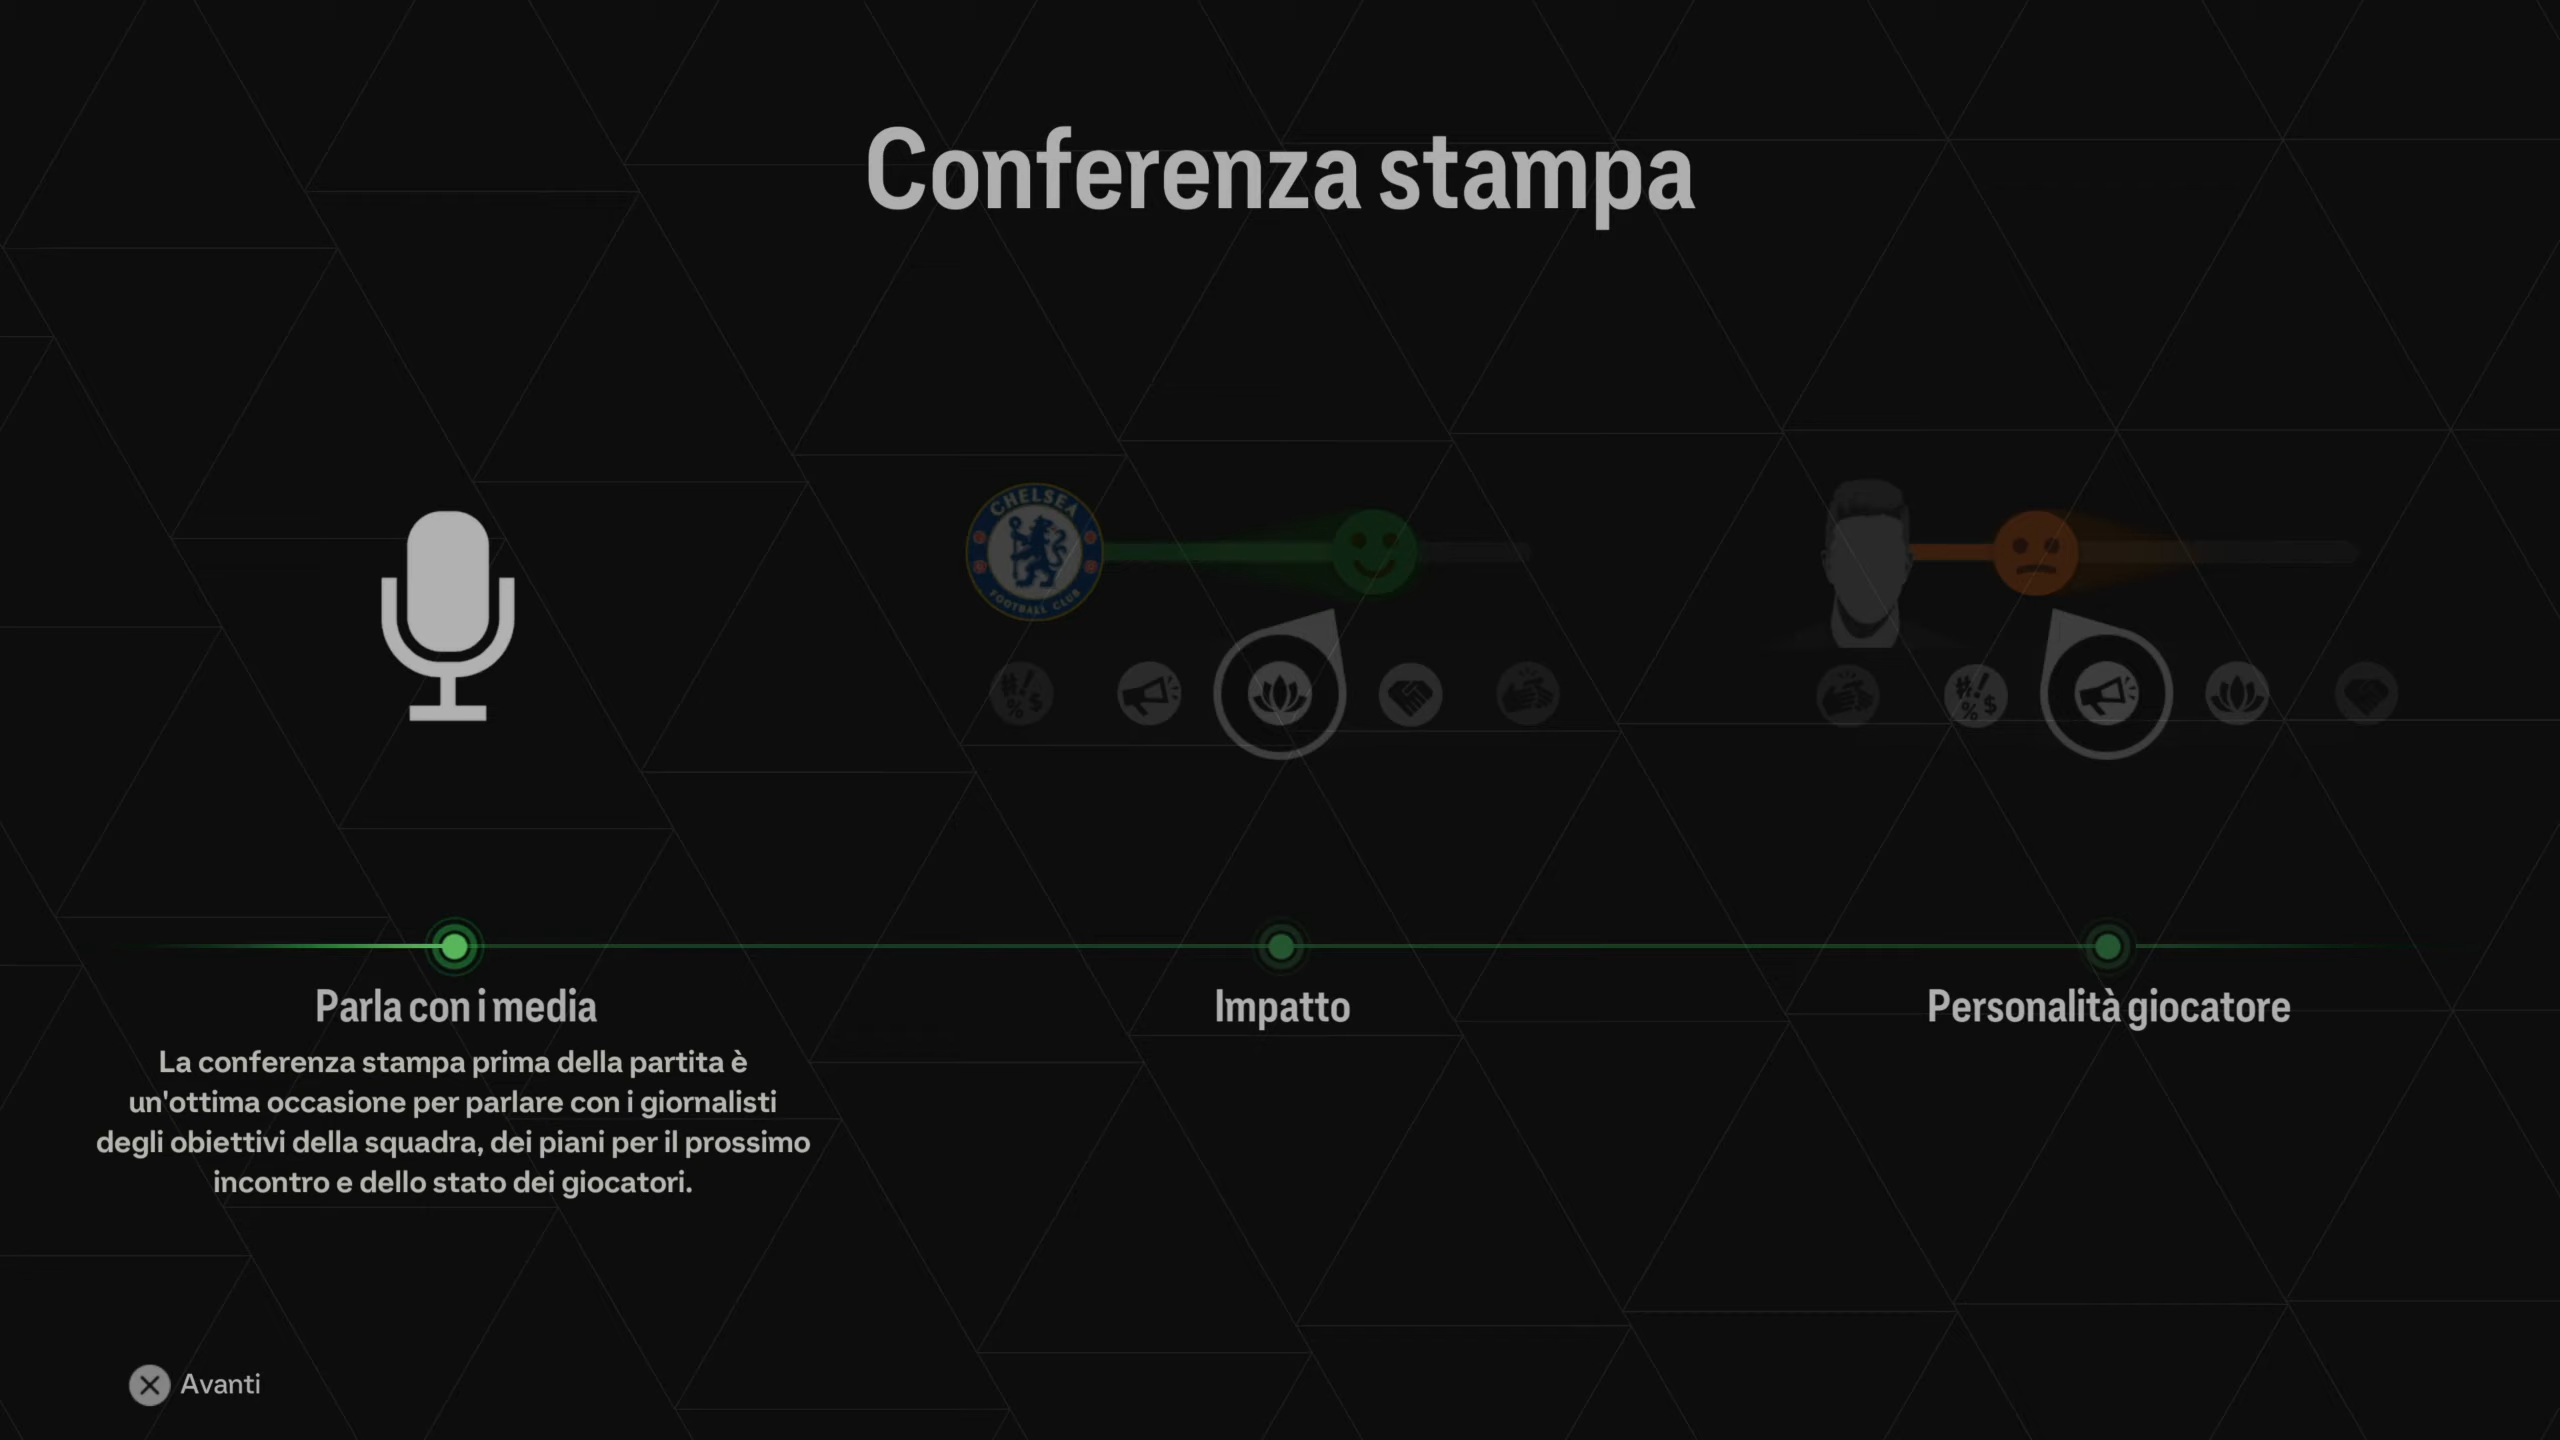 Conferenza stampa
CHELSEA
FOOTBALL CLUB
Parla con i media
La conferenza stampa prima della partita è
un'ottima occasione per parlare con i giornalisti
degli obiettivi della squadra, dei piani per il prossimo
incontro e dello stato dei giocatori.
Impatto
Personalità giocatore
Avanti